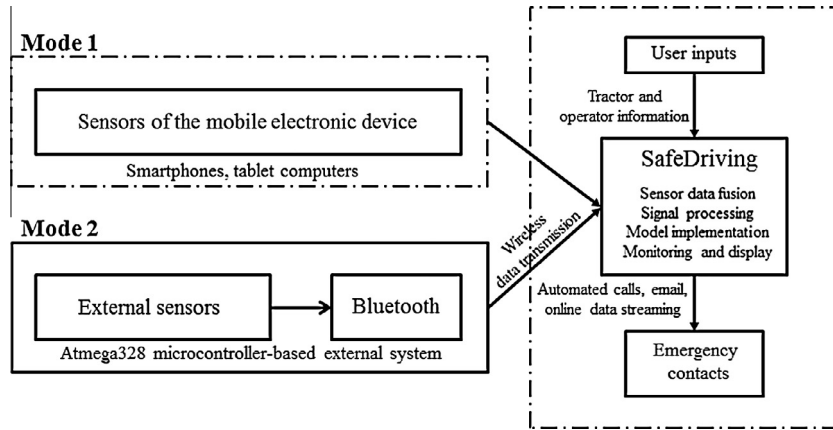 Mode 1
Sensors of the mobile electronic device
Smartphones, tablet computers
Mode 2
External sensors
Bluetooth
Atmega328 microcontroller-based external system
Wireless
data transmission
User inputs
Tractor and
operator information
SafeDriving
Sensor data fusion
Signal processing
Model implementation
Monitoring and display
Automated calls, email,
online data streaming
Emergency
contacts